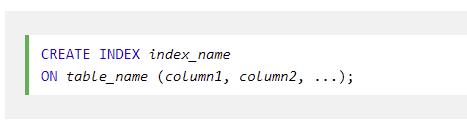 CREATE INDEX index_name
ON table_name (column1, column2, ...);